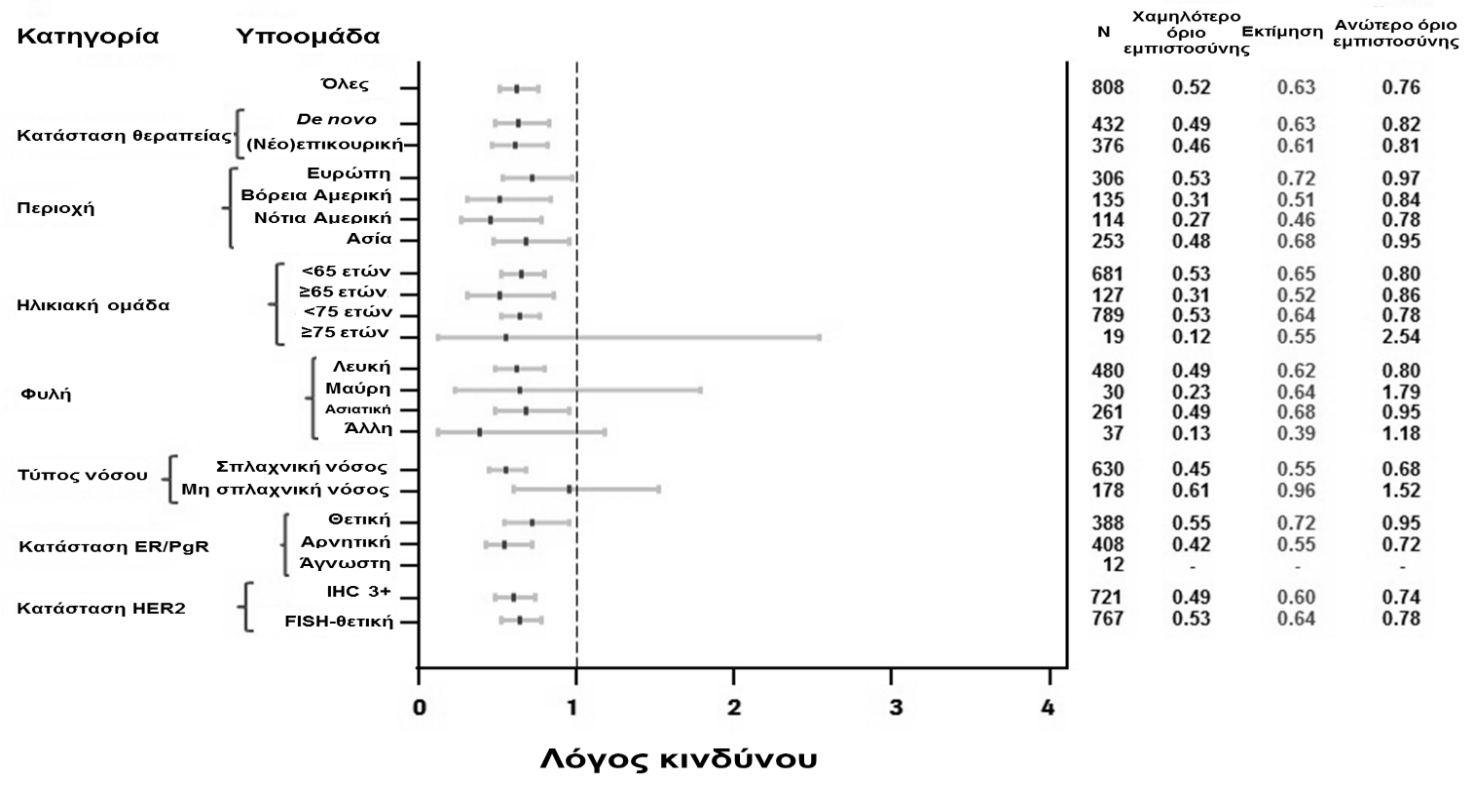 Κατηγορία Υποομάδα N Χαμηλότερο όριο εμπιστοσύνης Εκτίμηση Ανώτερο όριο εμπιστοσύνης
Όλες 808 0.52 0.63 0.76
Κατάσταση θεραπείας
De novo 432 0.49 0.63 0.82
(Νέο)επικουρική 376 0.46 0.61 0.81
Περιοχή
Ευρώπη 306 0.53 0.72 0.97
Βόρεια Αμερική 135 0.31 0.51 0.84
Νότια Αμερική 114 0.27 0.46 0.78
Ασία 253 0.48 0.68 0.95
Ηλικιακή ομάδα
<65 ετών 681 0.53 0.65 0.80
≥65 ετών 127 0.31 0.52 0.86
<75 ετών 789 0.53 0.64 0.78
≥75 ετών 19 0.12 0.55 2.54
Φυλή
Λευκή 480 0.49 0.62 0.80
Μαύρη 30 0.23 0.64 1.79
Ασιατική 261 0.49 0.68 0.95
Άλλη 37 0.13 0.39 1.18
Τύπος νόσου
Σπλαχνική νόσος 630 0.45 0.55 0.68
Μη σπλαχνική νόσος 178 0.61 0.96 1.52
Κατάσταση ER/PgR
Θετική 388 0.55 0.72 0.95
Αρνητική 408 0.42 0.55 0.72
Άγνωστη 12 - - -
Κατάσταση HER2
IHC 3+ 721 0.49 0.60 0.74
FISH-θετική 767 0.53 0.64 0.78
0 1 2 3 4
Λόγος κινδύνου